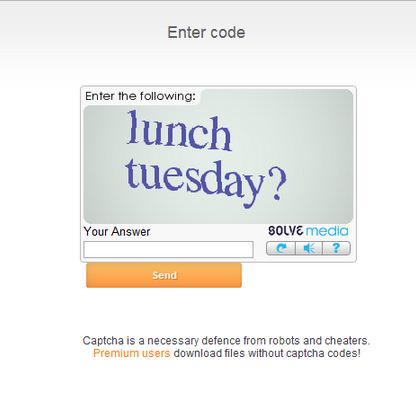 Enter code
Enter the following:
lunch
tuesday?
Your Answer
SOLVE media
?
Send
Captcha is a necessary defence from robots and cheaters.
Premium users download files without captcha codes!